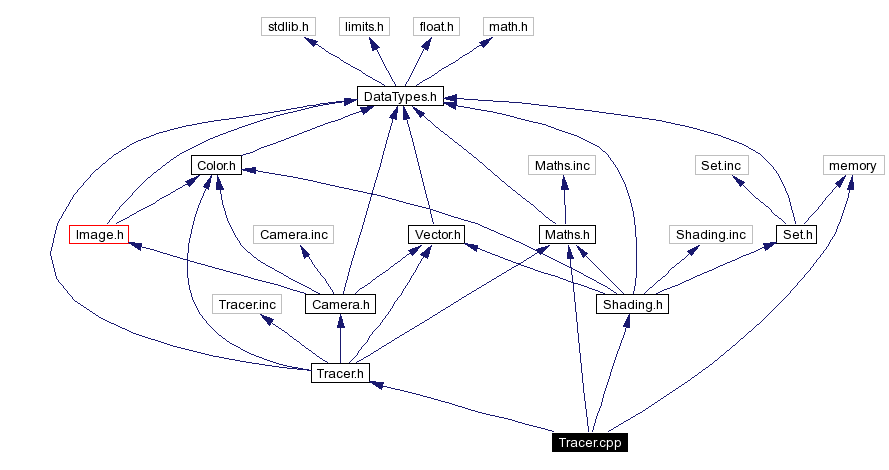 stdlib.h limits.h float.h math.h
DataTypes.h
Color.h Maths.inc Set.inc memory
Image.h Camera.inc Vector.h Maths.h Shading.inc Set.h
Tracer.inc Camera.h Shading.h
Tracer.h
Tracer.cpp